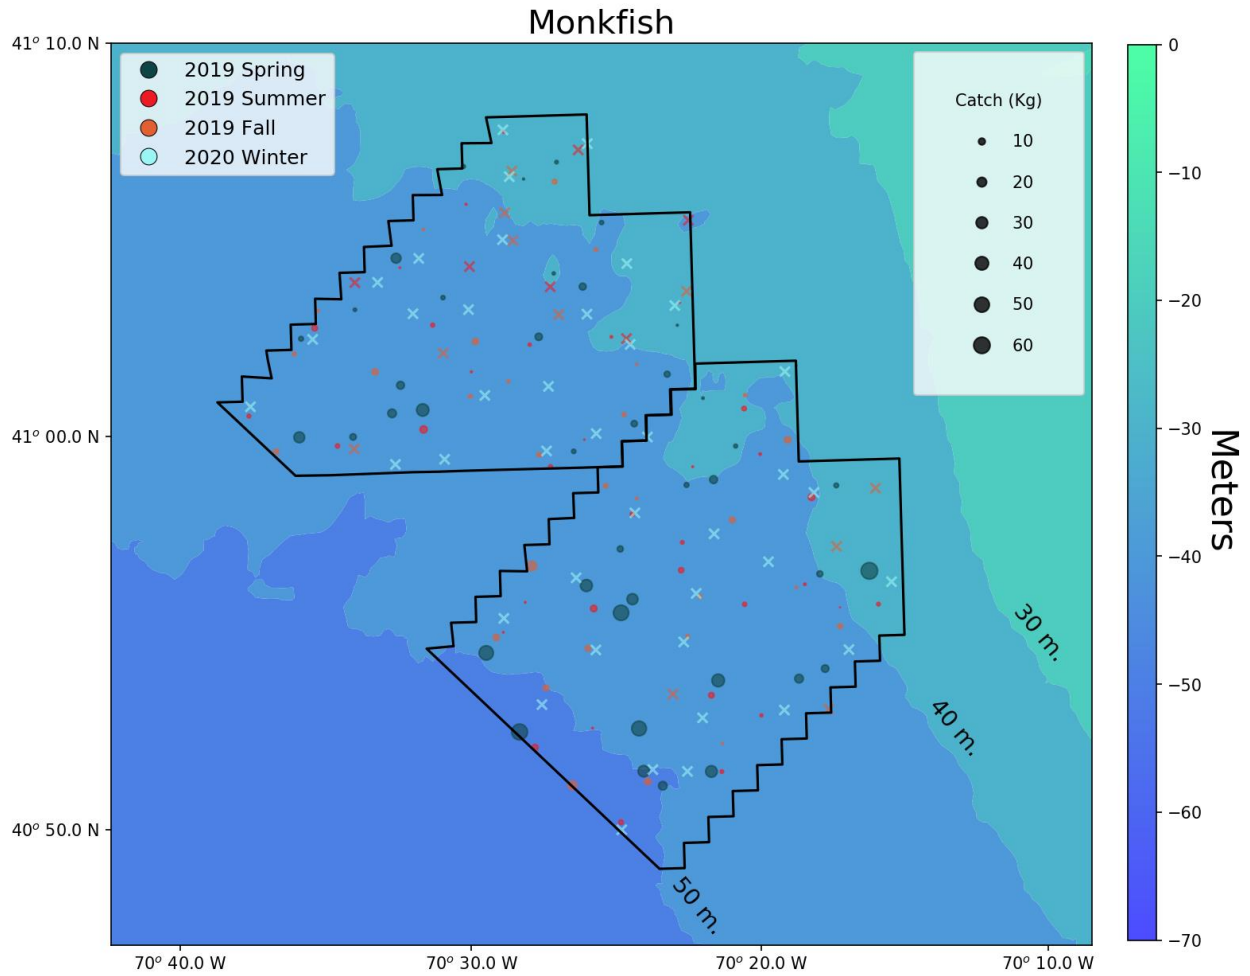 Monkfish
41° 10.0 N
41° 00.0 N
40° 50.0 N
2019 Spring
2019 Summer
2019 Fall
2020 Winter
Catch (Kg)
10
20
30
40
50
60
30 m.
40 m.
50 m.
70° 40.0 W
70° 30.0 W
70° 20.0 W
70° 10.0 W
0
−10
−20
−30
−40
−50
−60
−70
Meters